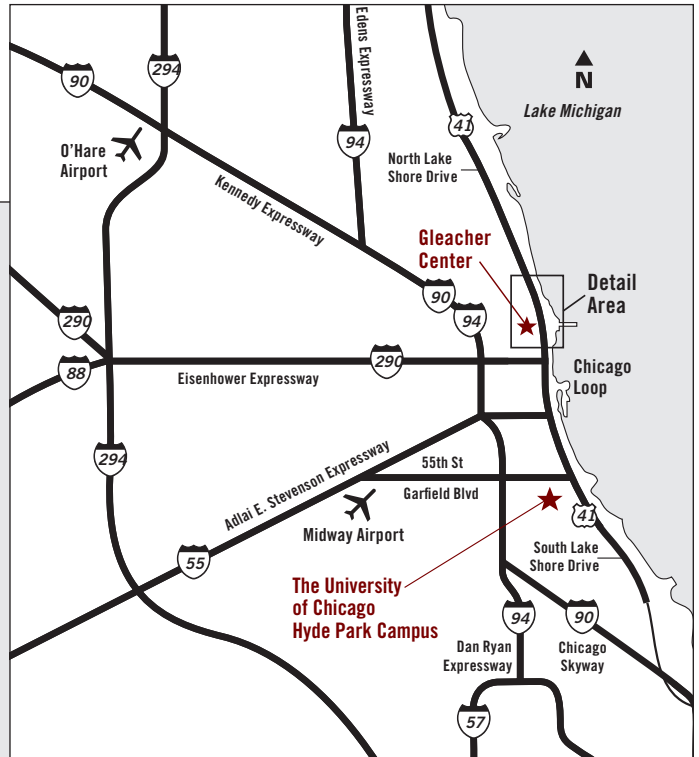 Edens Expressway
294
90
N
Lake Michigan
41
94
O'Hare
Airport
North Lake
Shore Drive
Kennedy Expressway
Gleacher
Center
Detail
Area
90
94
290
88
290
Eisenhower Expressway
Chicago
Loop
294
Adlai E. Stevenson Expressway
55th St
Garfield Blvd
Midway Airport
41
55
South Lake
Shore Drive
The University
of Chicago
Hyde Park Campus
94
90
Dan Ryan
Expressway
Chicago
Skyway
57